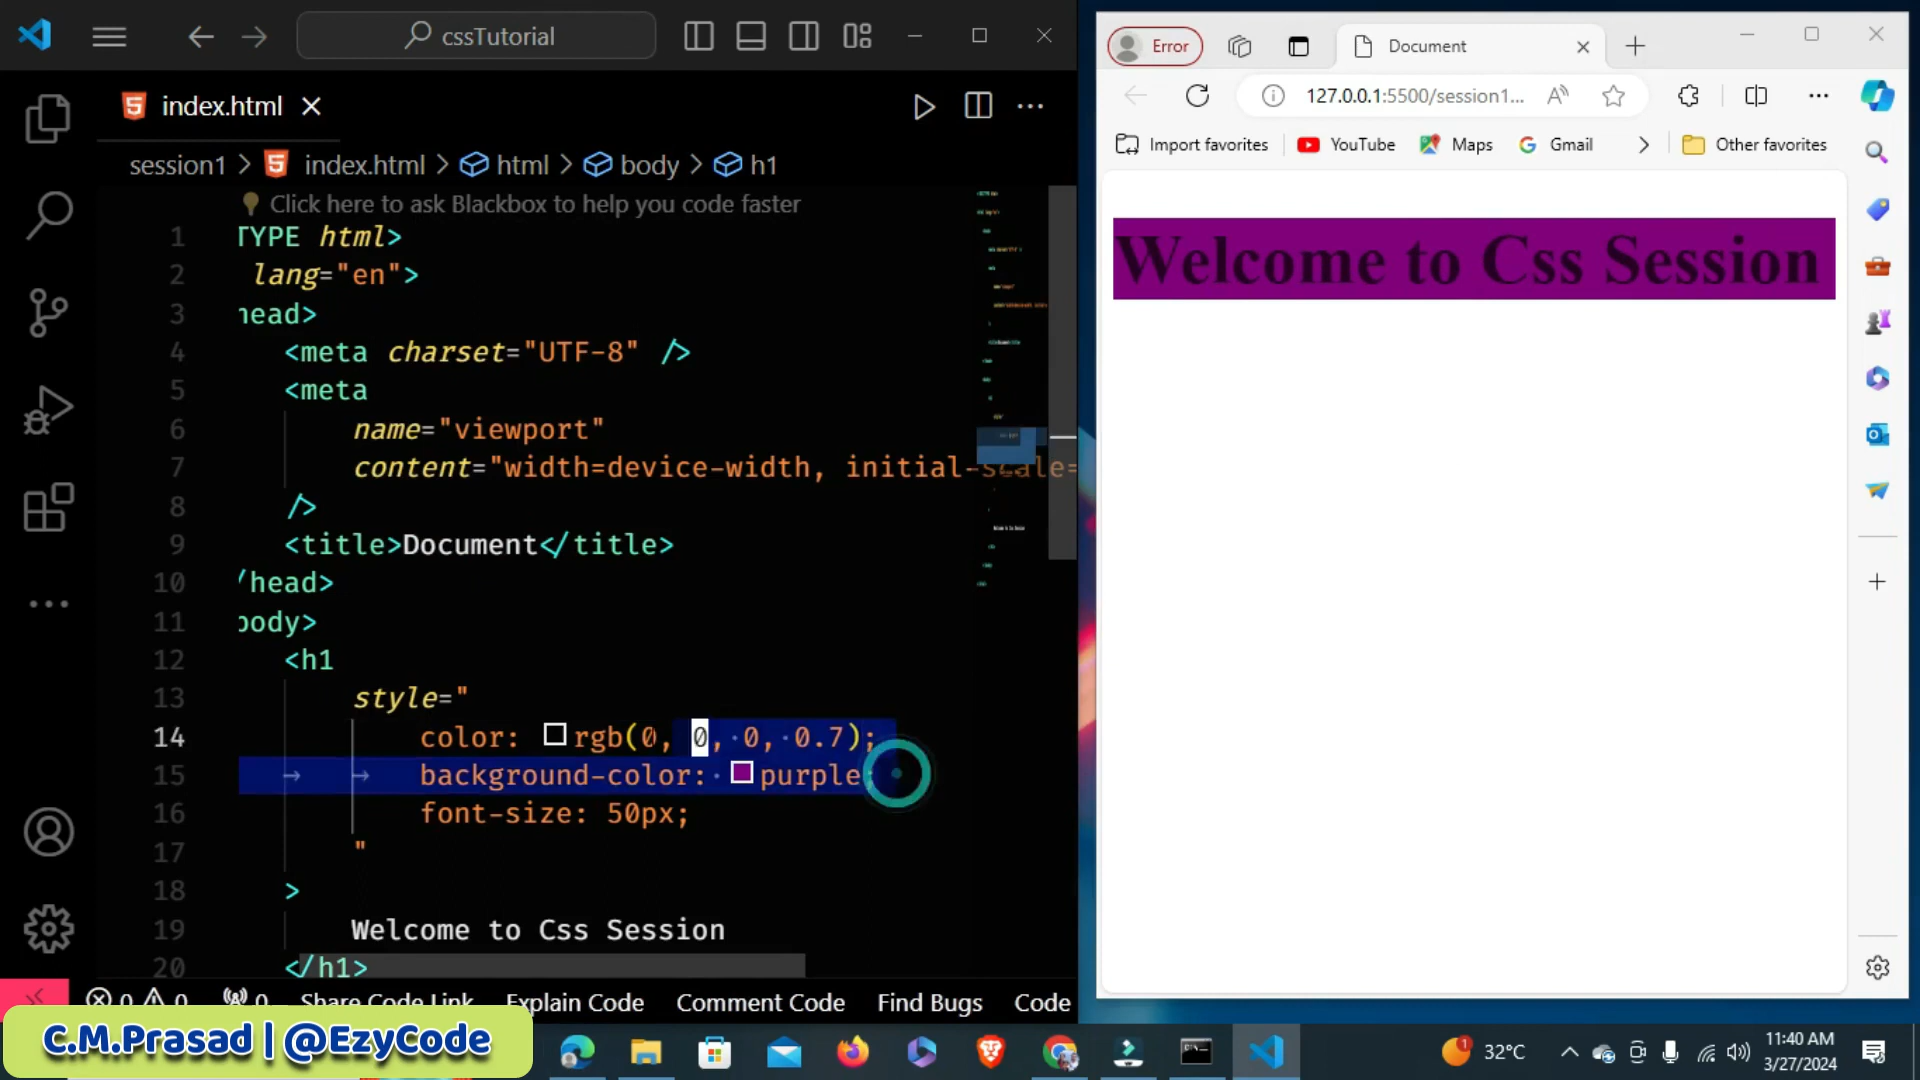 cssTutorial
index.html
session1 > index.html > html > body > h1
Click here to ask Blackbox to help you code faster
1 TYPE html>
2 lang="en">
3 head>
4 <meta charset="UTF-8" />
5 <meta
6 name="viewport"
7 content="width=device-width, initial-scale=
8 />
9 <title>Document</title>
10 /head>
11 body>
12 <h1
13 style="
14 color: rgb(0, 0, 0, 0.7);
15 background-color: purple;
16 font-size: 50px;
17 "
18 >
19 Welcome to Css Session
20 </h1>
0 0 0 Share Code Link Explain Code Comment Code Find Bugs Code
C.M.Prasad | @EzyCode
Error
Document
127.0.0.1:5500/session1...
Import favorites YouTube Maps Gmail Other favorites
Welcome to Css Session
1
32°C
11:40 AM
3/27/2024